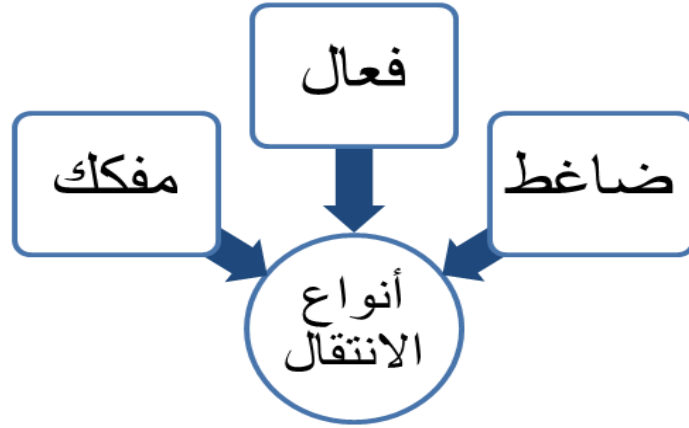 فعال
ضاغط
مفكك
أنواع
الانتقال